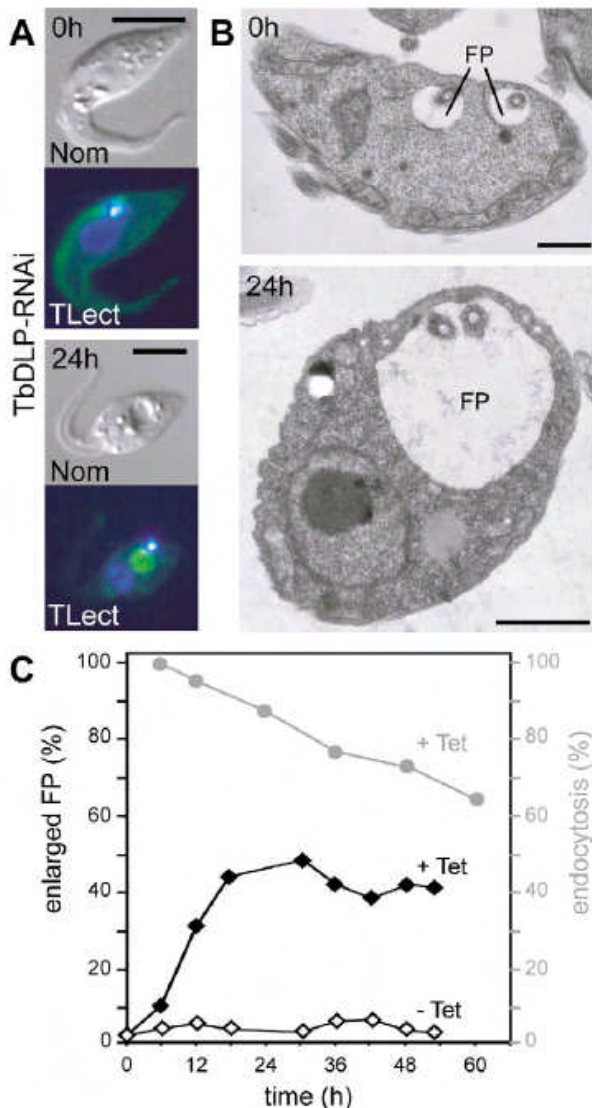 A
0h
Nom
TLect
24h
Nom
TLect
TbDLP-RNAi
B
0h
FP
24h
FP
C
100
80
60
40
20
0
enlarged FP (%)
+ Tet
+ Tet
- Tet
100
80
60
40
20
0
endocytosis (%)
0 12 24 36 48 60
time (h)